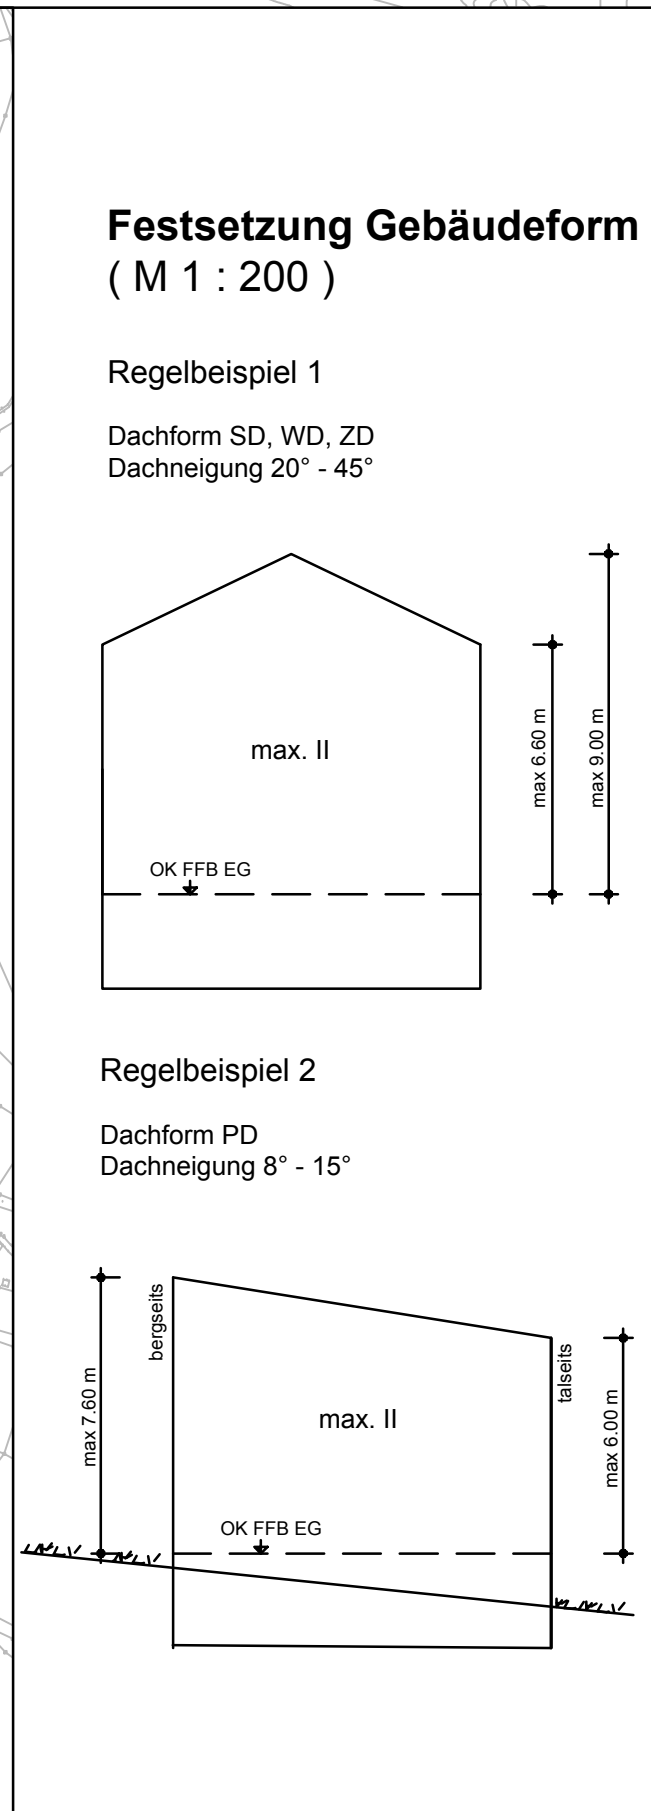 Festsetzung Gebäudeform
( M 1 : 200 )
Regelbeispiel 1
Dachform SD, WD, ZD
Dachneigung 20° - 45°
max. II
OK FFB EG
max 6.60 m
max 9.00 m
Regelbeispiel 2
Dachform PD
Dachneigung 8° - 15°
max 7.60 m
bergseits
max. II
OK FFB EG
talseits
max 6.00 m